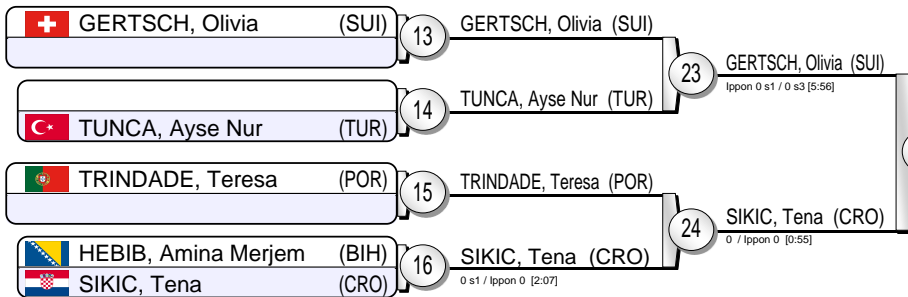 GERTSCH, Olivia (SUI)
13
GERTSCH, Olivia (SUI)
23
GERTSCH, Olivia (SUI)
Ippon 0 s1 / 0 s3 [5:56]
14
TUNCA, Ayse Nur (TUR)
TUNCA, Ayse Nur (TUR)
TRINDADE, Teresa (POR)
15
TRINDADE, Teresa (POR)
24
SIKIC, Tena (CRO)
0 / Ippon 0 [0:55]
HEBIB, Amina Merjem (BIH)
16
SIKIC, Tena (CRO)
0 s1 / Ippon 0 [2:07]
SIKIC, Tena (CRO)